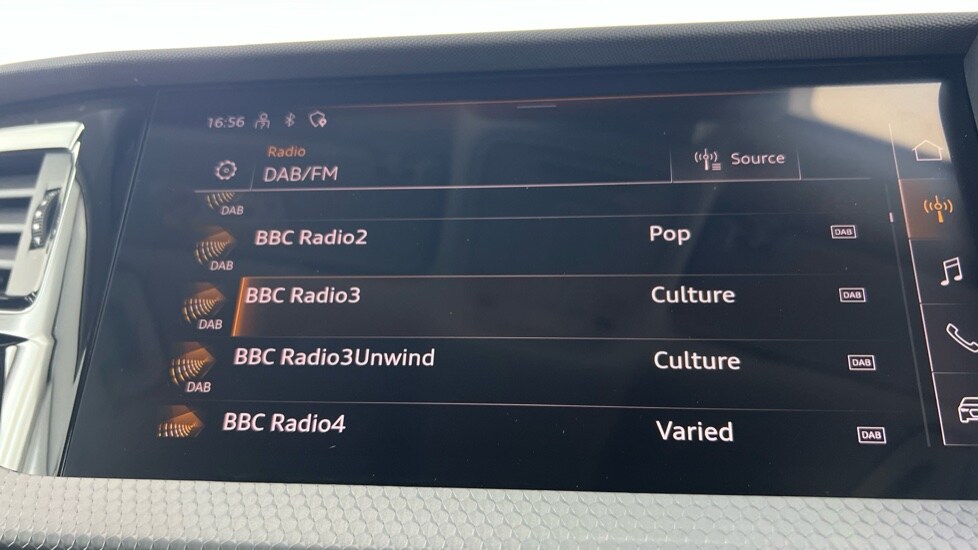 16:56
Radio
DAB/FM
Source
DAB
BBC Radio2 Pop DAB
DAB
BBC Radio3 Culture DAB
DAB
BBC Radio3Unwind Culture DAB
DAB
BBC Radio4 Varied DAB